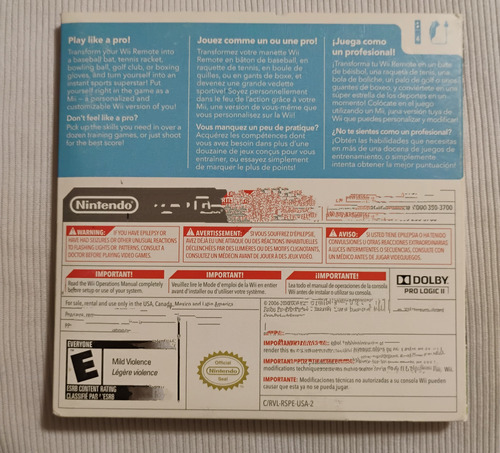 Play like a pro!
Transform your Wii Remote into
a baseball bat, tennis racket,
bowling ball, golf club, or boxing
gloves, and turn yourself into an
instant sports superstar! Put
yourself right in the game as a
Mii – a personalized and
customizable Wii version of you!
Don't feel like a pro?
Pick up the skills you need in over a
dozen training games, or just shoot
for the best score!
Jouez comme un ou une pro!
Transformez votre manette Wii
Remote en bâton de baseball, en
raquette de tennis, en boule de
quilles, ou en gants de boxe, et
devenez une grande vedette
sportive! Soyez personnellement
dans le feu de l'action grâce à votre
Mii, une version de vous-même que
vous personnalisez sur la Wii!
Vous manquez un peu de pratique?
Acquérez les compétences dont
vous avez besoin dans plus d'une
douzaine de jeux conçus pour vous
entraîner, ou essayez simplement
de marquer le plus de points!
¡Juega como
un profesional!
¡Transforma tu Wii Remote en un bate
de béisbol, una raqueta de tenis, una
bola de boliche, un palo de golf o
guantes de boxeo, y conviértete en una
súper estrella de los deportes en un
momento! Colócate en el juego
utilizando un Mii, ¡una versión tuya de
Wii que puedes personalizar y modificar!
¿No te sientes como un profesional?
¡Obtén las habilidades que necesitas
en más de una docena de juegos de
entrenamiento, o simplemente
intenta obtener la mejor puntuación!
Nintendo
355-3700
WARNING: IF YOU HAVE EPILEPSY OR
HAVE HAD SEIZURES OR OTHER UNUSUAL REACTIONS
TO FLASHING LIGHTS OR PATTERNS, CONSULT A
DOCTOR BEFORE PLAYING VIDEO GAMES.
AVERTISSEMENT: SI VOUS SOUFFREZ D'ÉPILEPSIE,
AVEZ DÉJÀ EU UNE ATTAQUE OU DES RÉACTIONS INHABITUELLES
DÉCLENCHÉES PAR DES LUMIÈRES OU DES MOTIFS CLIGNOTANTS,
CONSULTEZ UN MÉDECIN AVANT DE JOUER À DES JEUX VIDÉO.
AVISO: SI USTED TIENE EPILEPSIA O HA TENIDO
CONVULSIONES U OTRAS REACCIONES EXTRAORDINARIAS
A LUCES INTERMITENTES O A DISEÑOS, CONSULTE CON
UN MÉDICO ANTES DE JUGAR VIDEOJUEGOS.
IMPORTANT!
Read the Wii Operations Manual completely
before setup or use of your system.
IMPORTANT!
Veuillez lire le Mode d'emploi de la Wii en entier
avant d'installer ou d'utiliser votre système.
¡IMPORTANTE!
Lea todo el manual de operaciones de la consola
Wii antes de instalar o utilizar el sistema.
DOLBY
PRO LOGIC II
For sale, rental and use only in the USA, Canada, Mexico and Latin America
EVERYONE
E
Mild Violence
Légère violence
ESRB CONTENT RATING
CLASSIFIÉ PAR L'ESRB
Official
Nintendo
Seal
IMPORTANTE: Modificaciones técnicas no autorizadas a su consola Wii pueden
causar que esta ya no se pueda jugar.
C/RVL-RSPE-USA-2